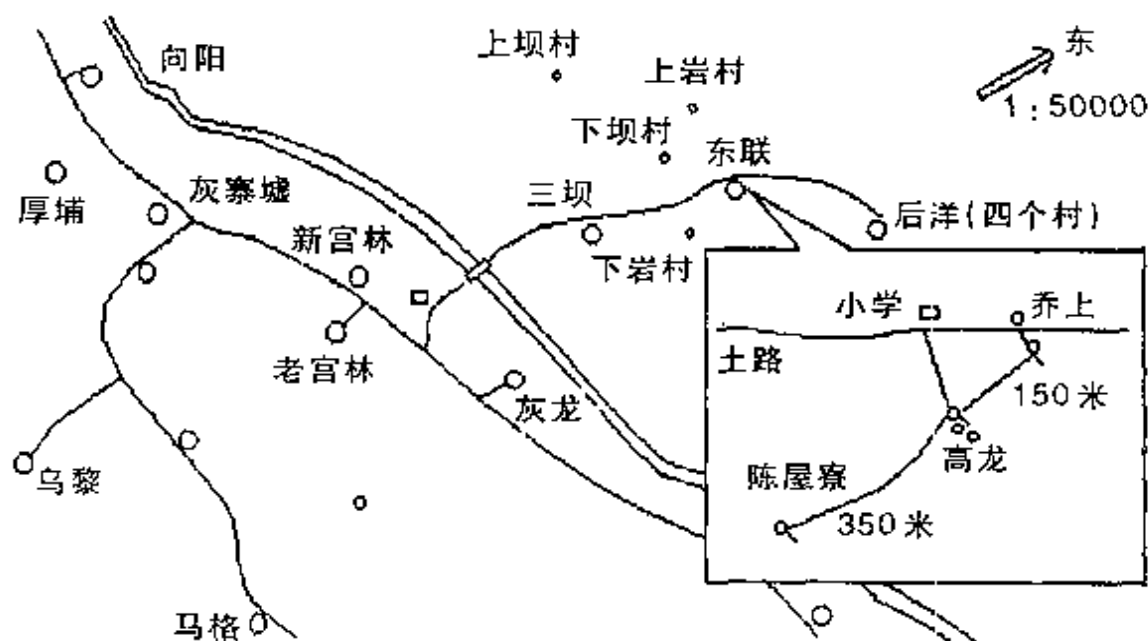 向阳
上坝村
上岩村
东
1:50000
下坝村
东联
厚埔
灰寨墟
三坝
后洋(四个村)
新宫林
下岩村
老宫林
灰龙
小学
乔上
土路
150米
高龙
乌黎
陈屋寮
350米
马格